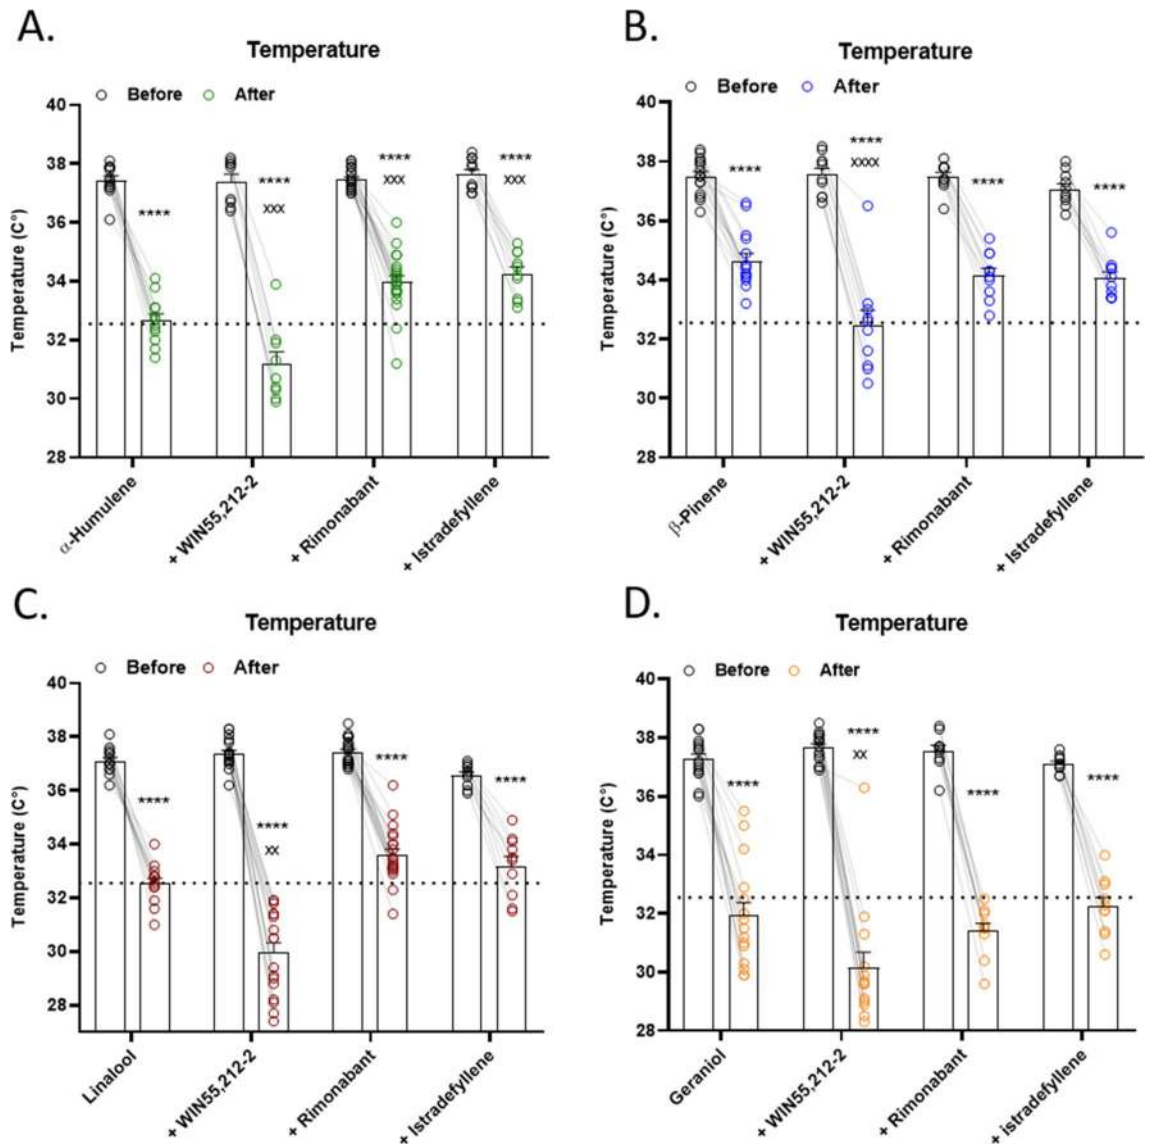 A.
Temperature
Before After
Temperature (C°)
40
38
36
34
32
30
28
****
****
XXX
****
XXX
****
XXX
α-Humulene
+ WIN55,212-2
+ Rimonabant
+ Istradefyllene
B.
Temperature
Before After
Temperature (C°)
40
38
36
34
32
30
28
****
****
XXXX
****
****
β-Pinene
+ WIN55,212-2
+ Rimonabant
+ Istradefyllene
C.
Temperature
Before After
Temperature (C°)
40
38
36
34
32
30
28
****
****
XX
****
****
Linalool
+ WIN55,212-2
+ Rimonabant
+ Istradefyllene
D.
Temperature
Before After
Temperature (C°)
40
38
36
34
32
30
28
****
****
XX
****
****
Geraniol
+ WIN55,212-2
+ Rimonabant
+ istradefyllene